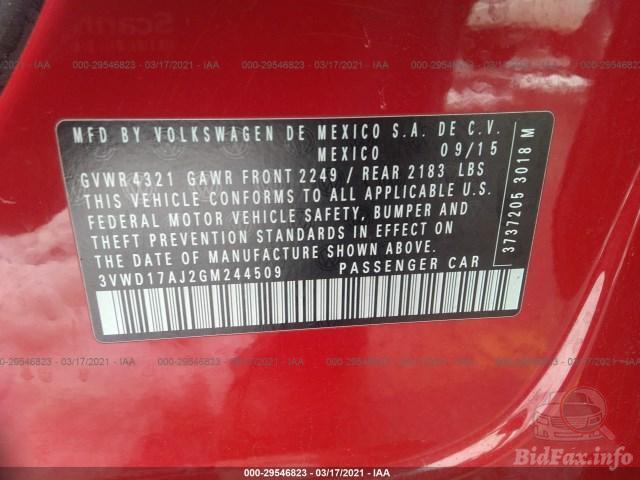 000-29546823 - 03/17/2021 - IAA
MFD BY VOLKSWAGEN DE MEXICO S.A. DE C.V.
MEXICO 09/15
GVWR4321 GAWR FRONT 2249 / REAR 2183 LBS
THIS VEHICLE CONFORMS TO ALL APPLICABLE U.S.
FEDERAL MOTOR VEHICLE SAFETY, BUMPER AND
THEFT PREVENTION STANDARDS IN EFFECT ON
THE DATE OF MANUFACTURE SHOWN ABOVE.
3VWD17AJ2GM244509 PASSENGER CAR
3737205 3018 M
000-29546823 - 03/17/2021 - IAA
BidFax.info
000-29546823 - 03/17/2021 - IAA